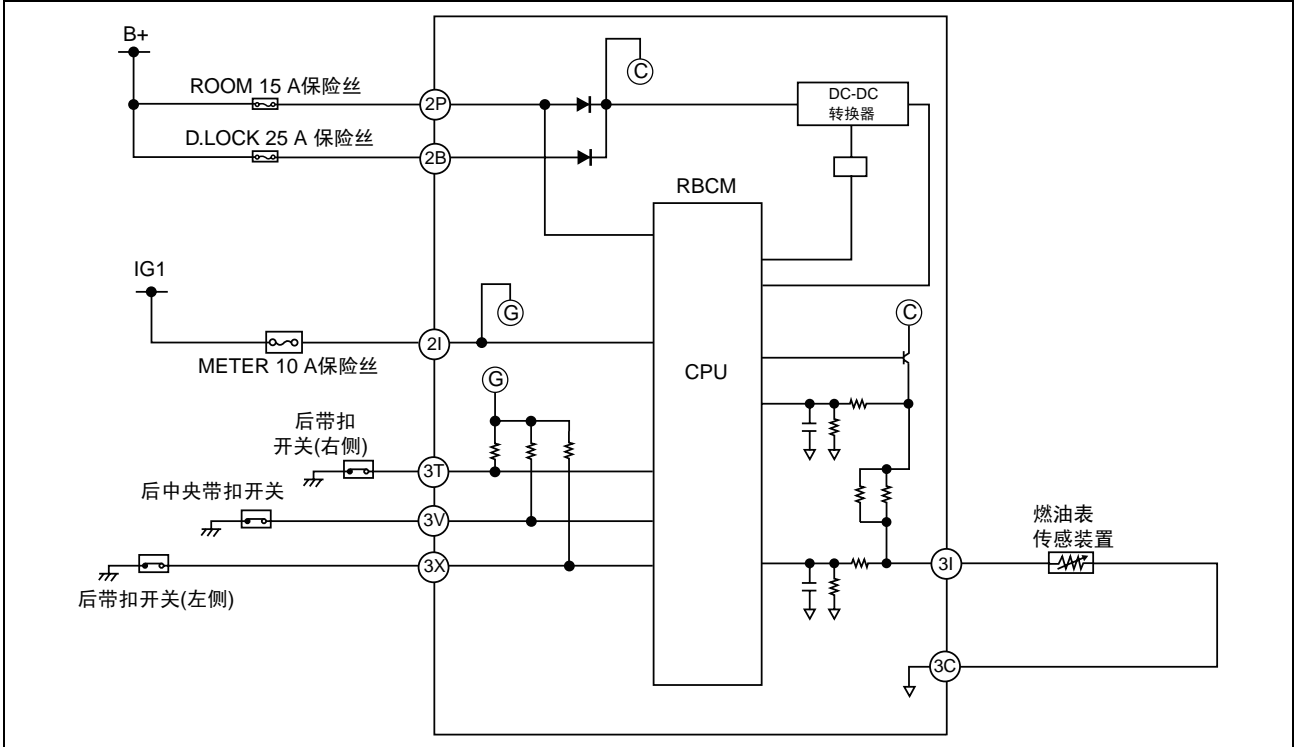 B+
ROOM 15 A保险丝
2P
C
DC-DC
转换器
D.LOCK 25 A 保险丝
2B
RBCM
IG1
G
C
2I
METER 10 A保险丝
CPU
G
后带扣
开关(右侧)
3T
后中央带扣开关
3V
燃油表
传感装置
3X
3I
后带扣开关(左侧)
3C